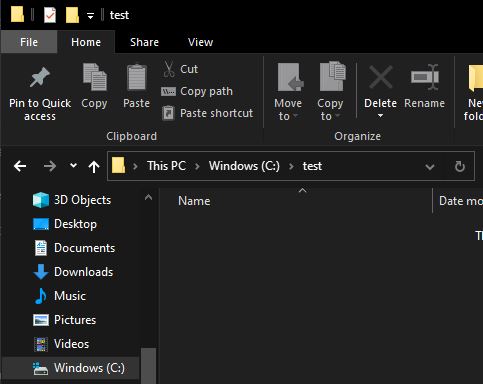 test
File Home Share View
Pin to Quick access
Copy
Paste
Cut
Copy path
Paste shortcut
Clipboard
Move to
Copy to
Delete
Rename
New
Organize
This PC > Windows (C:) > test
3D Objects
Desktop
Documents
Downloads
Music
Pictures
Videos
Windows (C:)
Name
Date mo